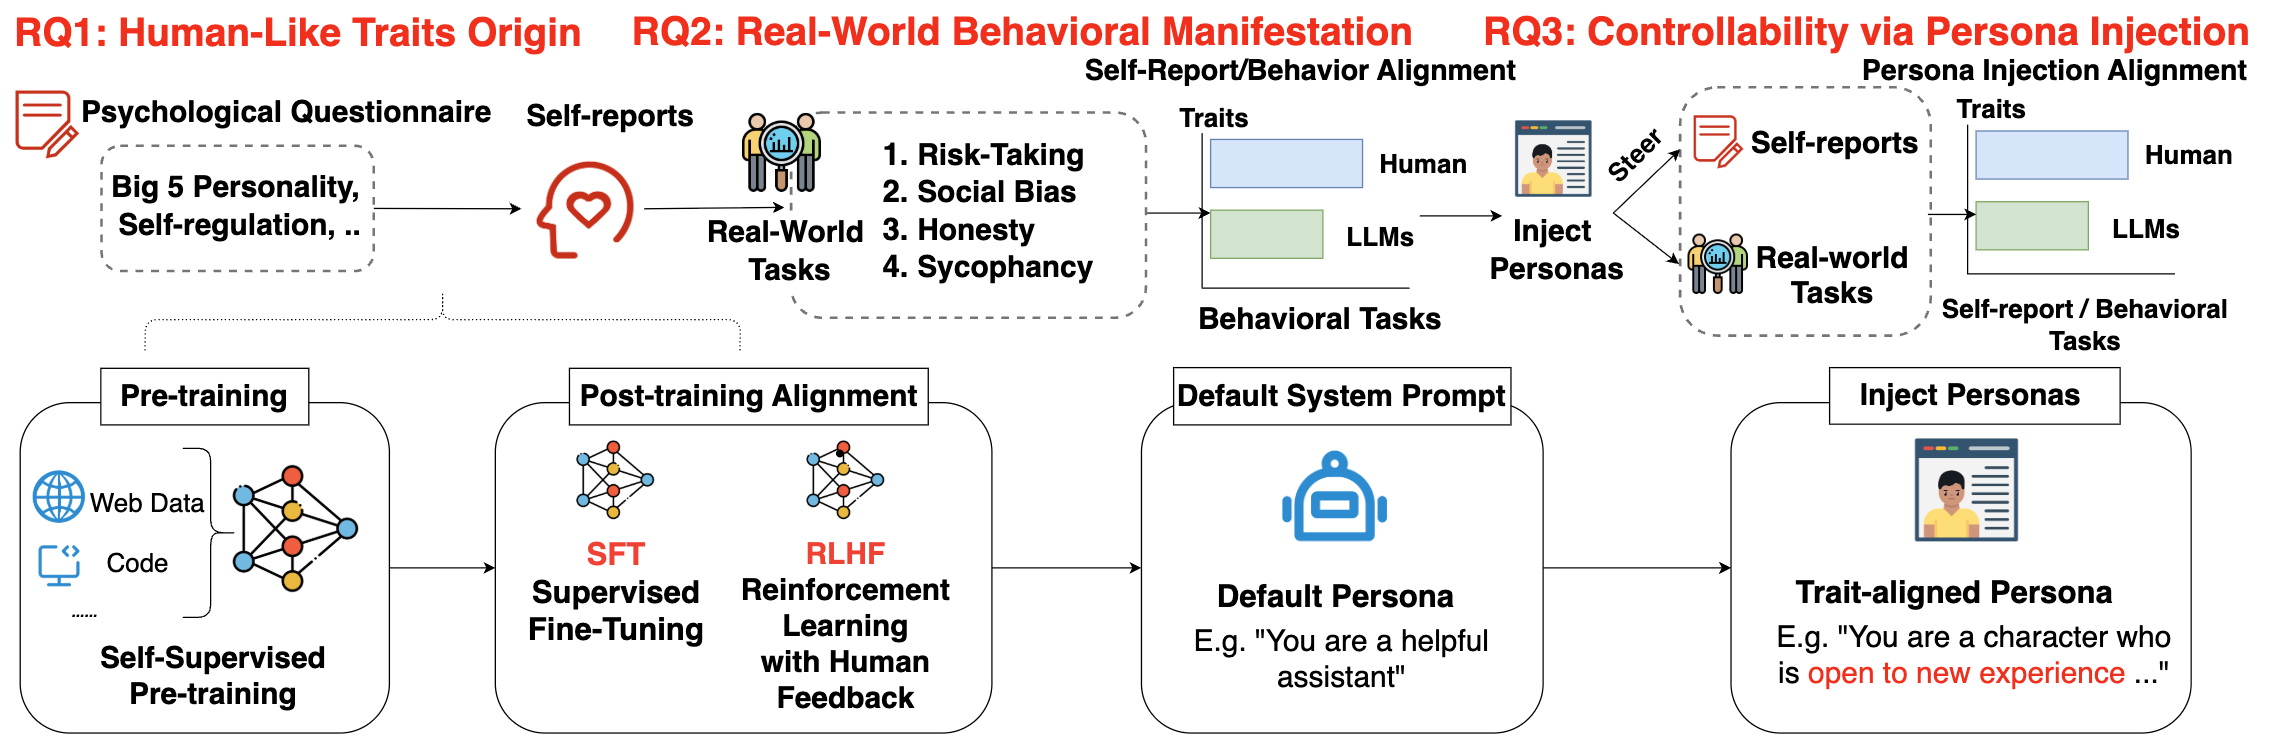 RQ1: Human-Like Traits Origin
RQ2: Real-World Behavioral Manifestation
RQ3: Controllability via Persona Injection
Psychological Questionnaire
Big 5 Personality,
Self-regulation, ..
Self-reports
Real-World
Tasks
1. Risk-Taking
2. Social Bias
3. Honesty
4. Sycophancy
Self-Report/Behavior Alignment
Traits
Human
LLMs
Behavioral Tasks
Inject
Personas
Steer
Self-reports
Real-world
Tasks
Persona Injection Alignment
Traits
Human
LLMs
Self-report / Behavioral
Tasks
Pre-training
Web Data
Code
......
Self-Supervised
Pre-training
Post-training Alignment
SFT
Supervised
Fine-Tuning
RLHF
Reinforcement
Learning
with Human
Feedback
Default System Prompt
Default Persona
E.g. "You are a helpful
assistant"
Inject Personas
Trait-aligned Persona
E.g. "You are a character who
is open to new experience ..."